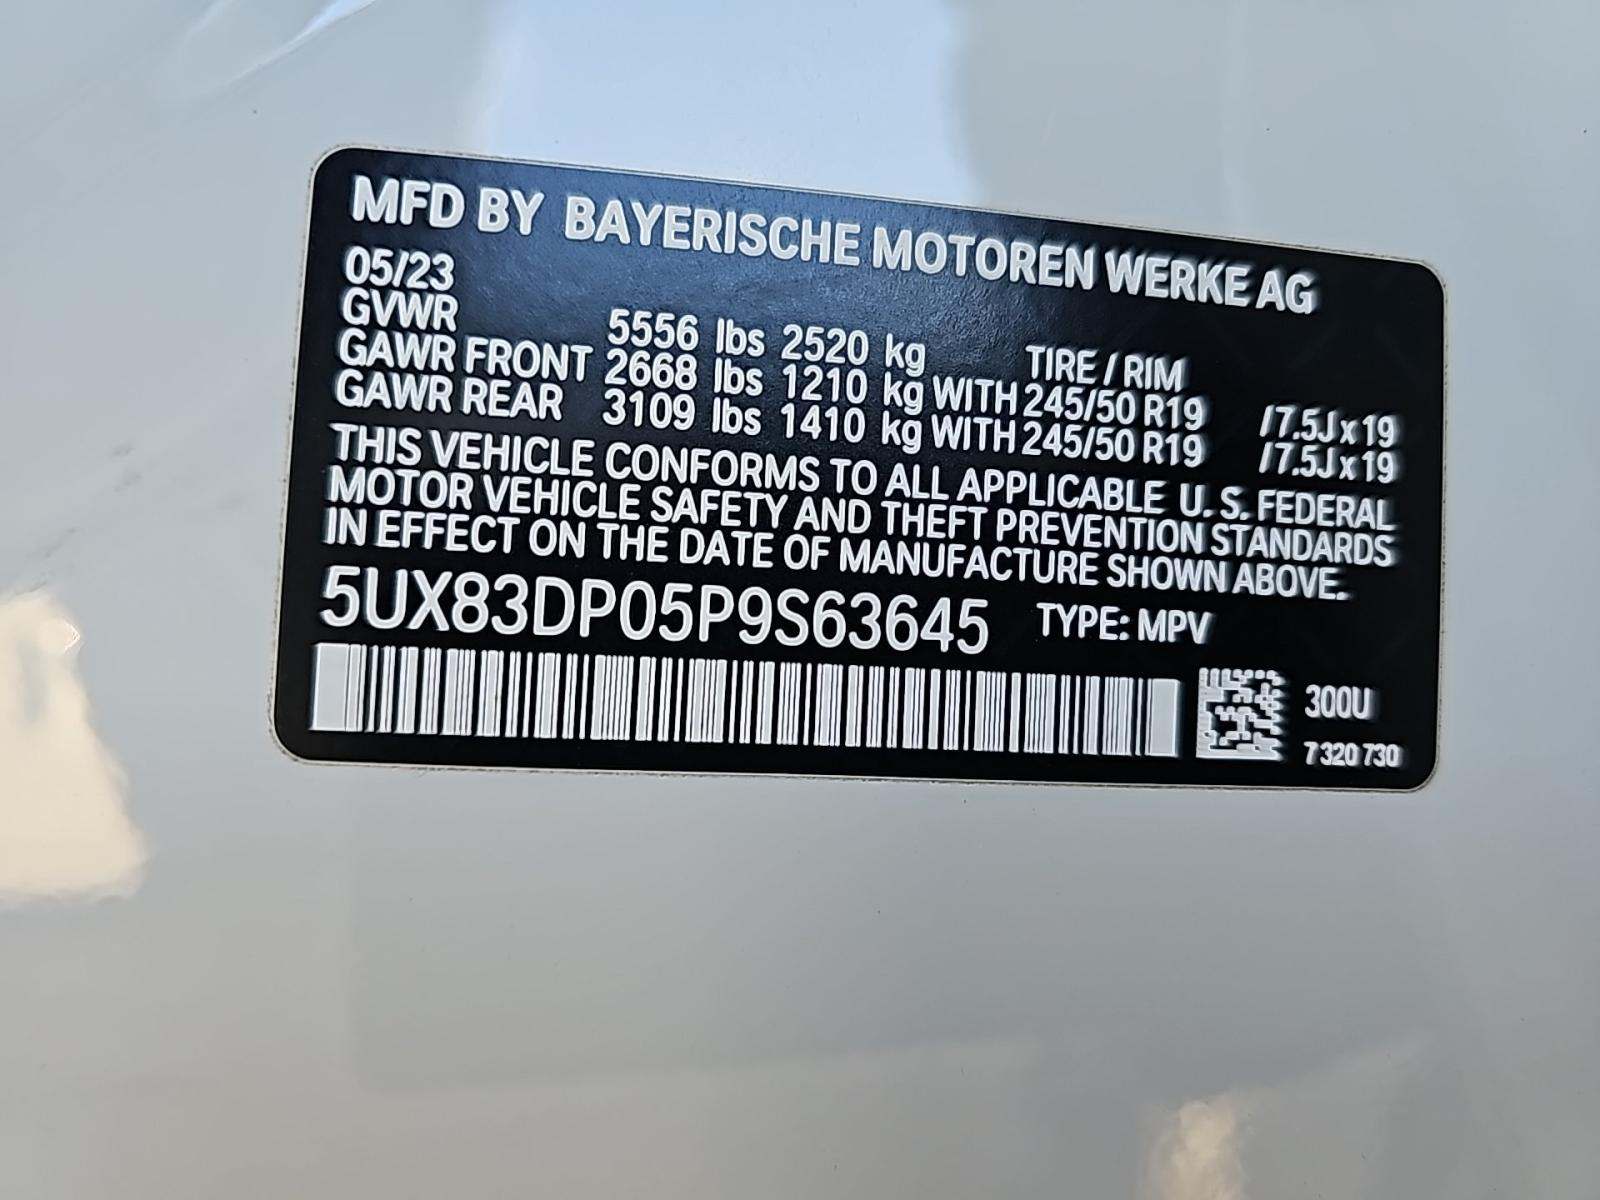 MFD BY BAYERISCHE MOTOREN WERKE AG
05/23
GVWR 5556 lbs 2520 kg TIRE / RIM
GAWR FRONT 2668 lbs 1210 kg WITH 245/50 R19 /7.5J x 19
GAWR REAR 3109 lbs 1410 kg WITH 245/50 R19 /7.5J x 19
THIS VEHICLE CONFORMS TO ALL APPLICABLE U. S. FEDERAL
MOTOR VEHICLE SAFETY AND THEFT PREVENTION STANDARDS
IN EFFECT ON THE DATE OF MANUFACTURE SHOWN ABOVE.
5UX83DP05P9S63645 TYPE: MPV
300U
7 320 730